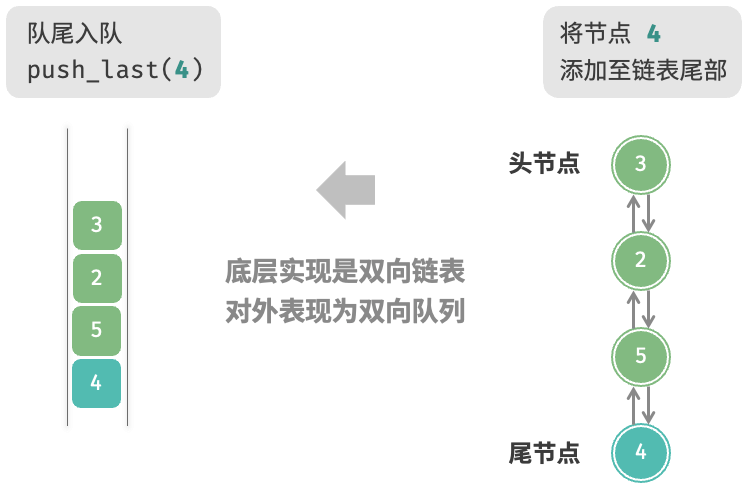 队尾入队
push_last(4)
将节点 4
添加至链表尾部
头节点
3
3
2
2
底层实现是双向链表
对外表现为双向队列
5
5
4
尾节点
4